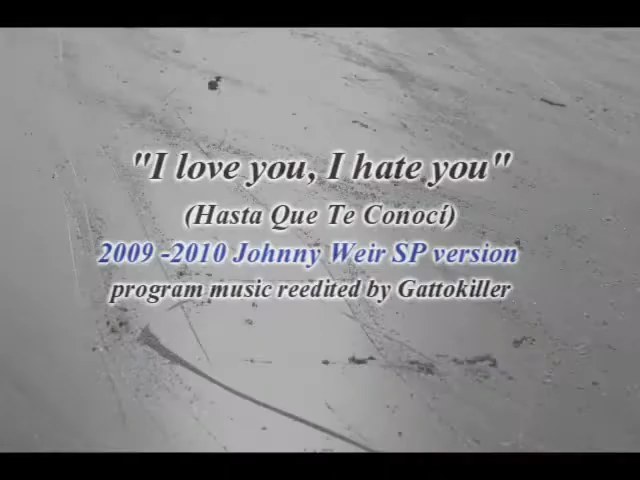 "I love you, I hate you"
(Hasta Que Te Conocí)
2009 -2010 Johnny Weir SP version
program music reedited by Gattokiller